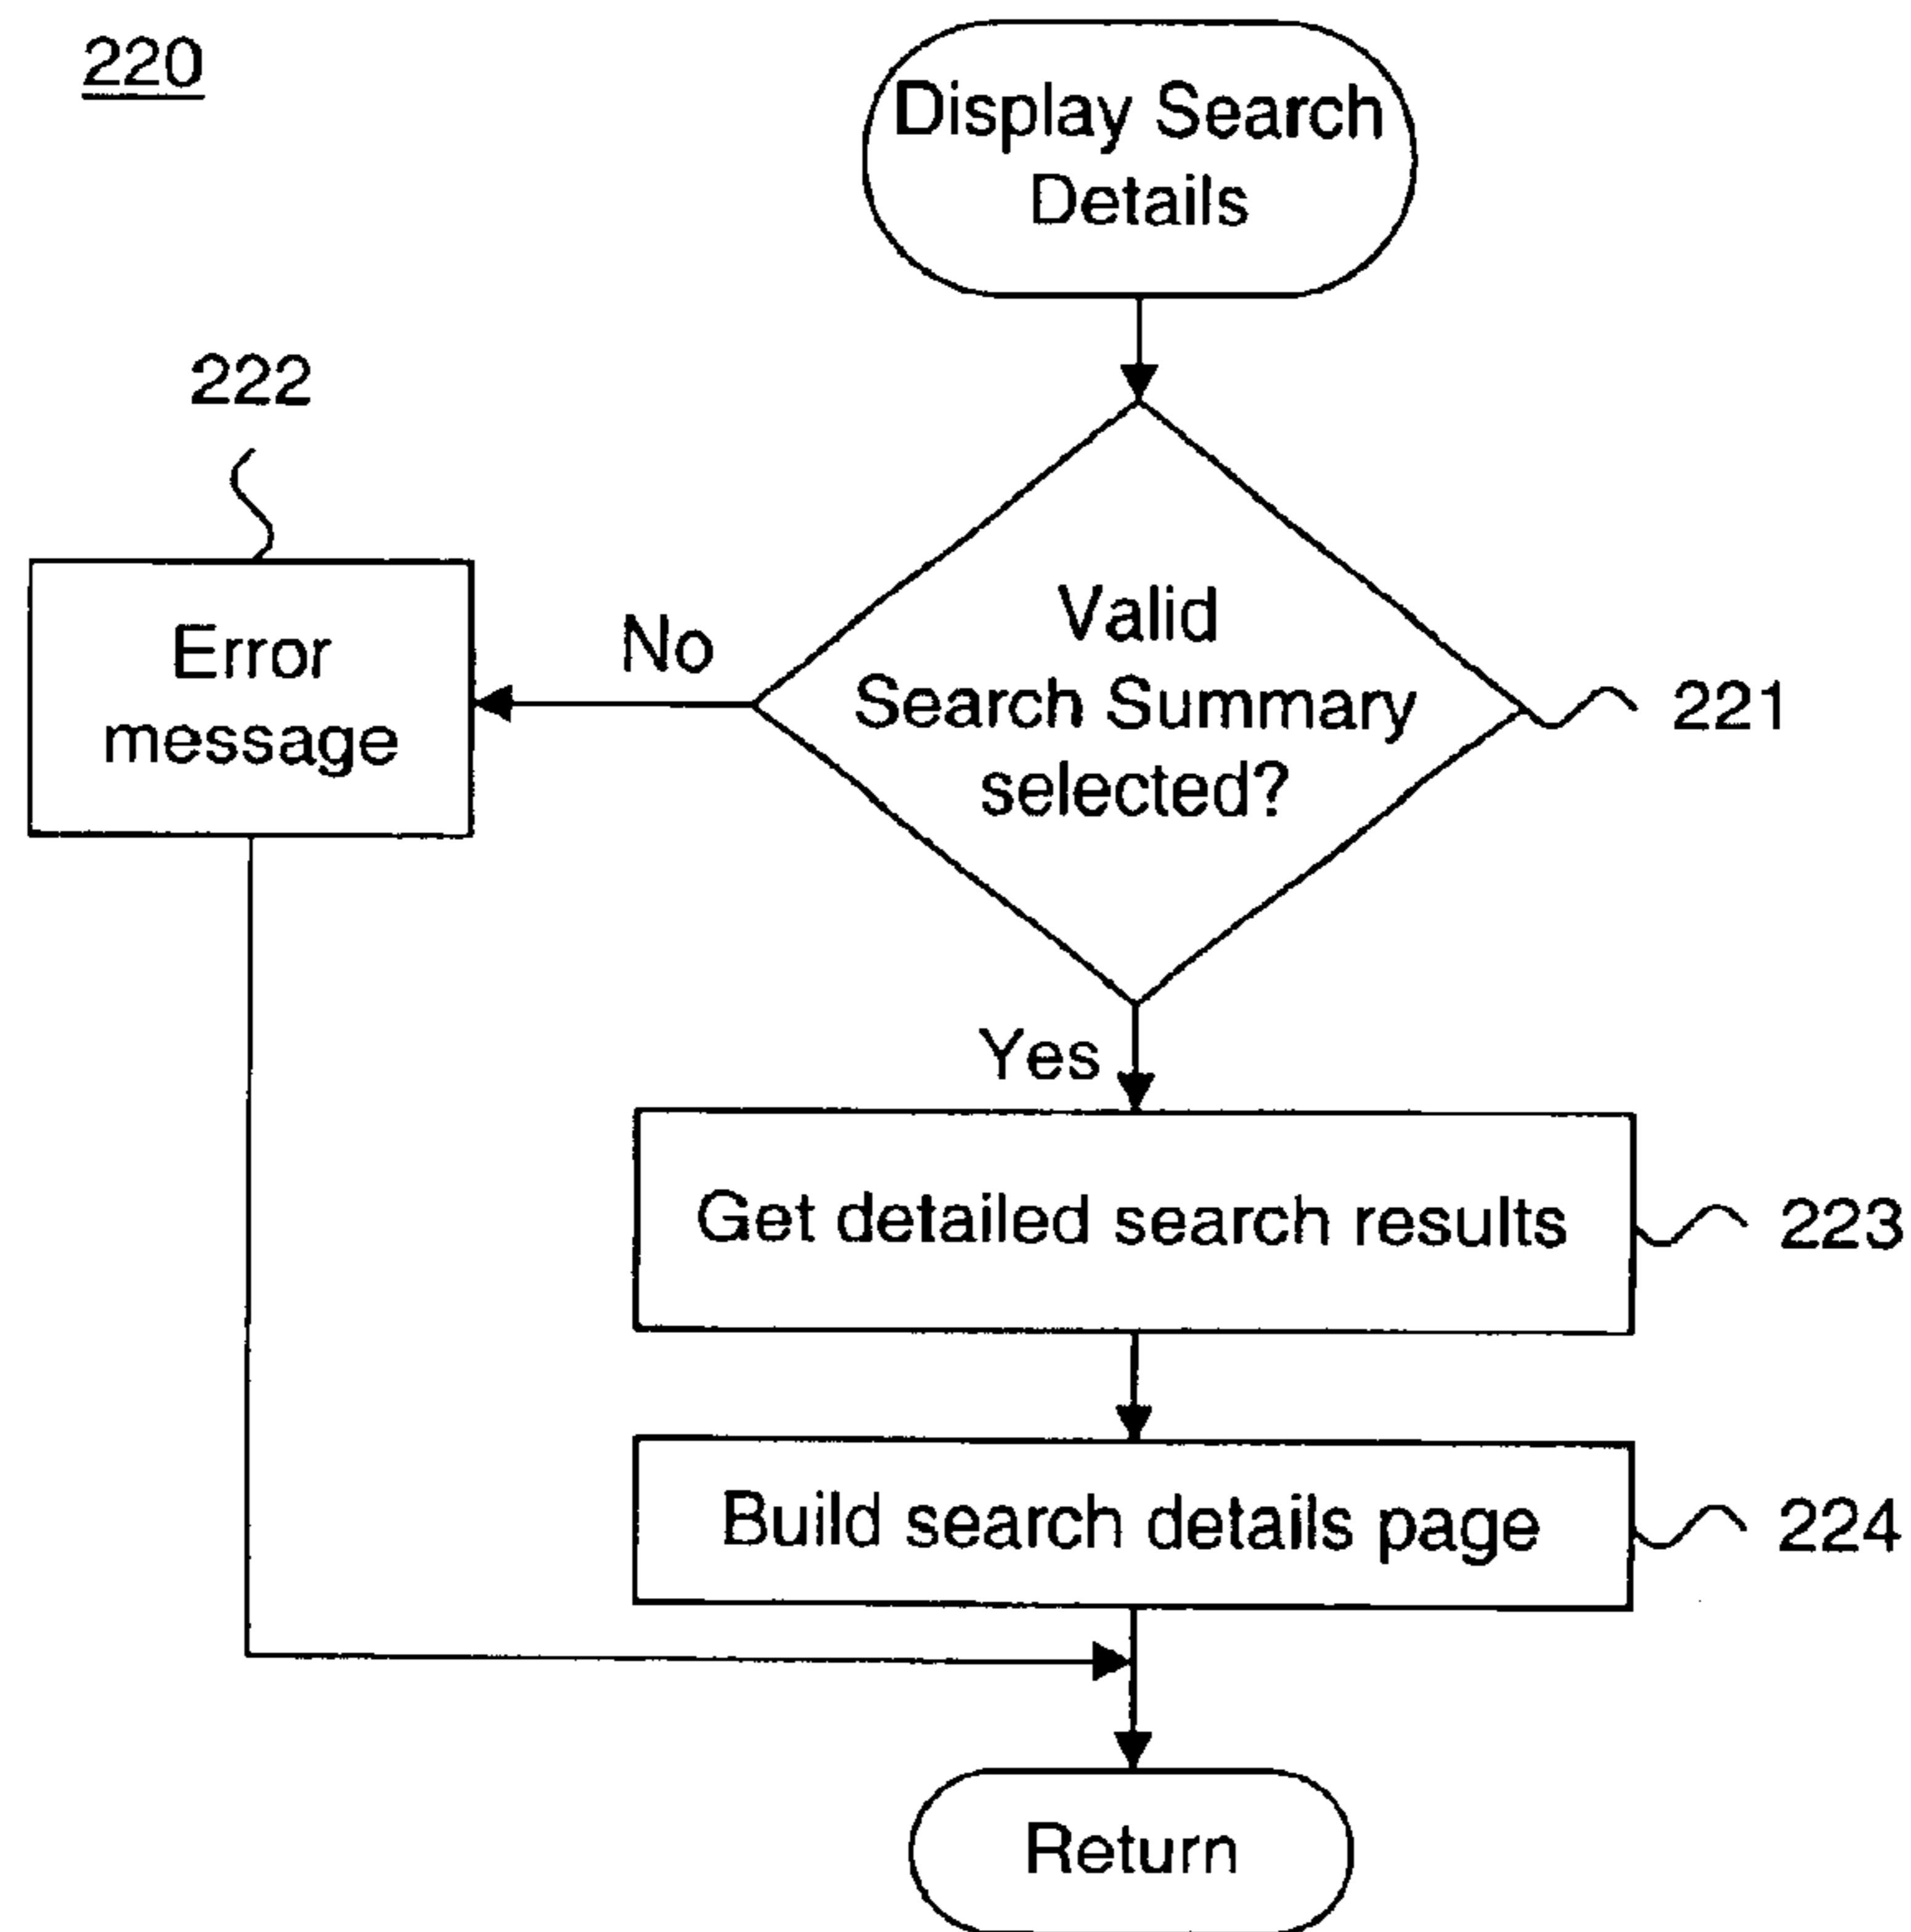 220
Display Search
Details
222
Error
message
No
Valid
Search Summary
selected?
221
Yes
Get detailed search results
223
Build search details page
224
Return